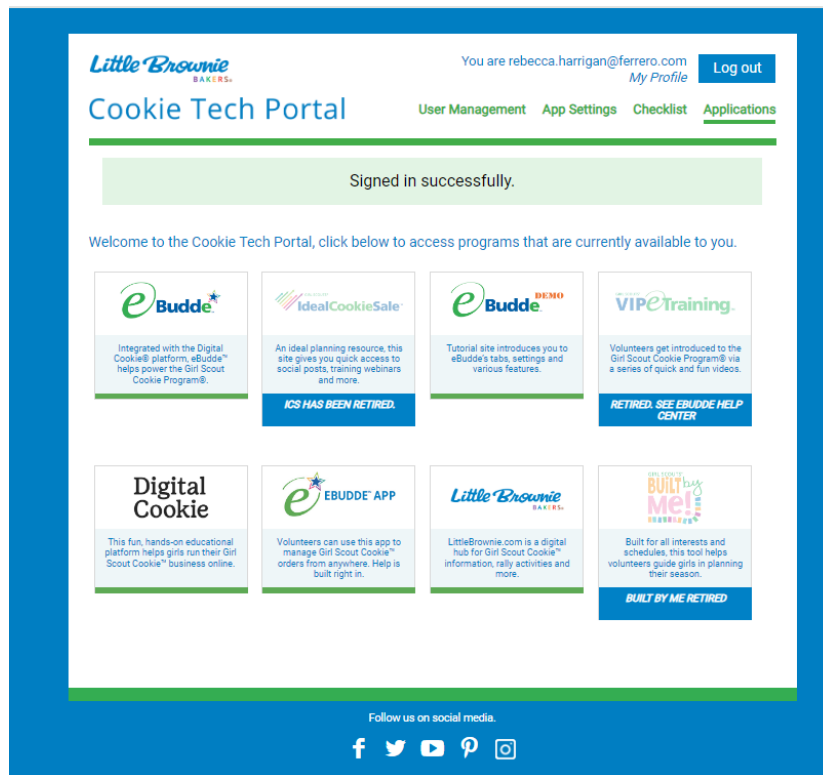 Little Brownie
BAKERS®
You are rebecca.harrigan@ferrero.com
My Profile
Log out
Cookie Tech Portal
User Management App Settings Checklist Applications
Signed in successfully.
Welcome to the Cookie Tech Portal, click below to access programs that are currently available to you.
eBudde
Integrated with the Digital
Cookie® platform, eBudde™
helps power the Girl Scout
Cookie Program®.
IdealCookieSale
An ideal planning resource, this
site gives you quick access to
social posts, training webinars
and more.
ICS HAS BEEN RETIRED.
eBudde DEMO
Tutorial site introduces you to
eBudde's tabs, settings and
various features.
VIP eTraining
Volunteers get introduced to the
Girl Scout Cookie Program® via
a series of quick and fun videos.
RETIRED. SEE EBUDDE HELP
CENTER
Digital
Cookie
This fun, hands-on educational
platform helps girls run their Girl
Scout Cookie™ business online.
e EBUDDE™ APP
Volunteers can use this app to
manage Girl Scout Cookie™
orders from anywhere. Help is
built right in.
Little Brownie
BAKERS®
LittleBrownie.com is a digital
hub for Girl Scout Cookie™
information, rally activities and
more.
GIRL SCOUTS
BUILT by
Me!
Built for all interests and
schedules, this tool helps
volunteers guide girls in planning
their season.
BUILT BY ME RETIRED
Follow us on social media.